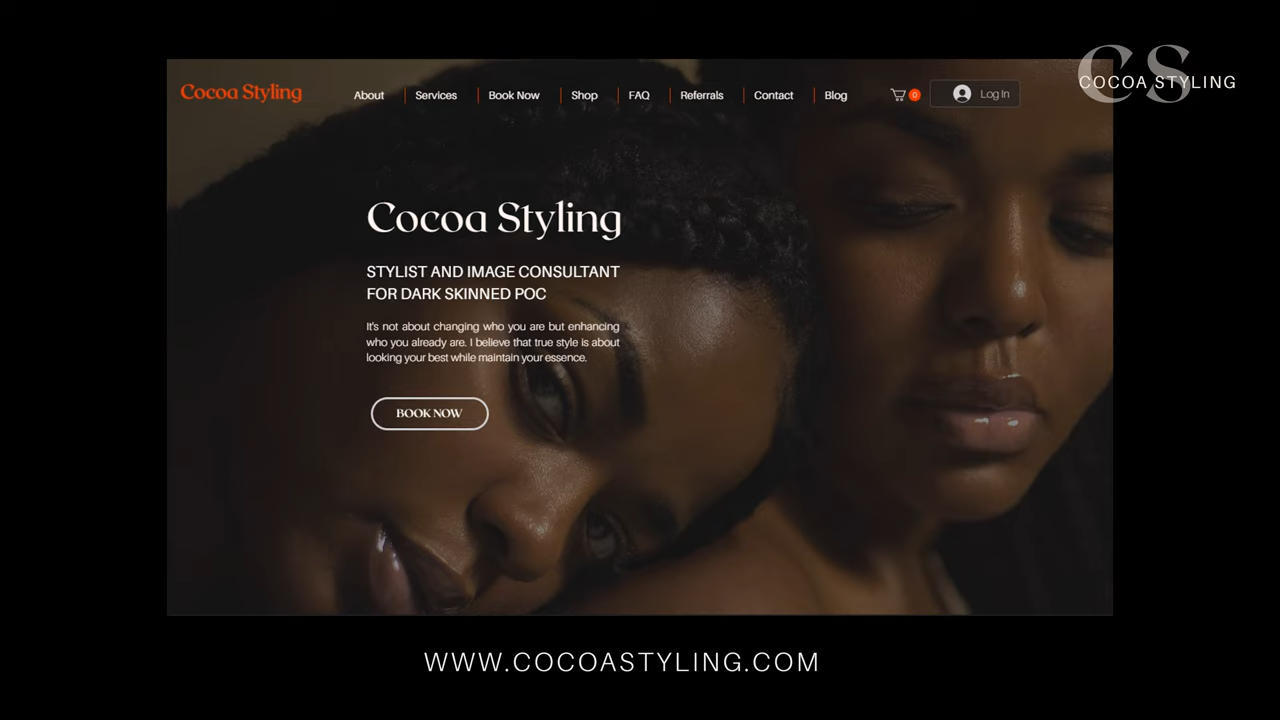 CS
COCOA STYLING
Cocoa Styling
About
Services
Book Now
Shop
FAQ
Referrals
Contact
Blog
0
Log In
Cocoa Styling
STYLIST AND IMAGE CONSULTANT
FOR DARK SKINNED POC
It's not about changing who you are but enhancing
who you already are. I believe that true style is about
looking your best while maintain your essence.
BOOK NOW
WWW.COCOASTYLING.COM